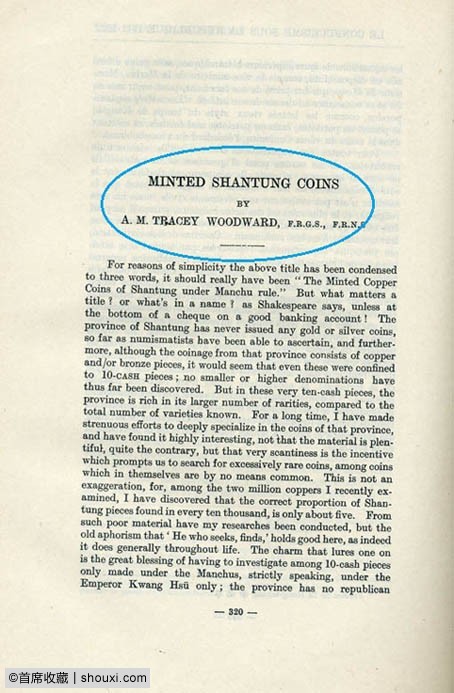 MINTED SHANTUNG COINS
BY
A. M. TRACEY WOODWARD, F.R.G.S., F.R.N.S
For reasons of simplicity the above title has been condensed
to three words, it should really have been "The Minted Copper
Coins of Shantung under Manchu rule." But what matters a
title? or what's in a name? as Shakespeare says, unless at
the bottom of a cheque on a good banking account! The
province of Shantung has never issued any gold or silver coins,
so far as numismatists have been able to ascertain, and further-
more, although the coinage from that province consists of copper
and/or bronze pieces, it would seem that even these were confined
to 10-CASH pieces; no smaller or higher denominations have
thus far been discovered. But in these very ten-cash pieces, the
province is rich in its larger number of rarities, compared to the
total number of varieties known. For a long time, I have made
strenuous efforts to deeply specialize in the coins of that province,
and have found it highly interesting, not that the material is plen-
tiful, quite the contrary, but that very scantiness is the incentive
which prompts us to search for excessively rare coins, among coins
which in themselves are by no means common. This is not an
exaggeration, for, among the two million coppers I recently ex-
amined, I have discovered that the correct proportion of Shan-
tung pieces found in every ten thousand, is only about five. From
such poor material have my researches been conducted, but the
old aphorism that 'He who seeks, finds,' holds good here, as indeed
it does generally throughout life. The charm that lures one on
is the great blessing of having to investigate among 10-cash pieces
only made under the Manchus, strictly speaking, under the
Emperor Kwang Hsü only; the province has no republican
— 320 —
©首席收藏 | shouxi.com